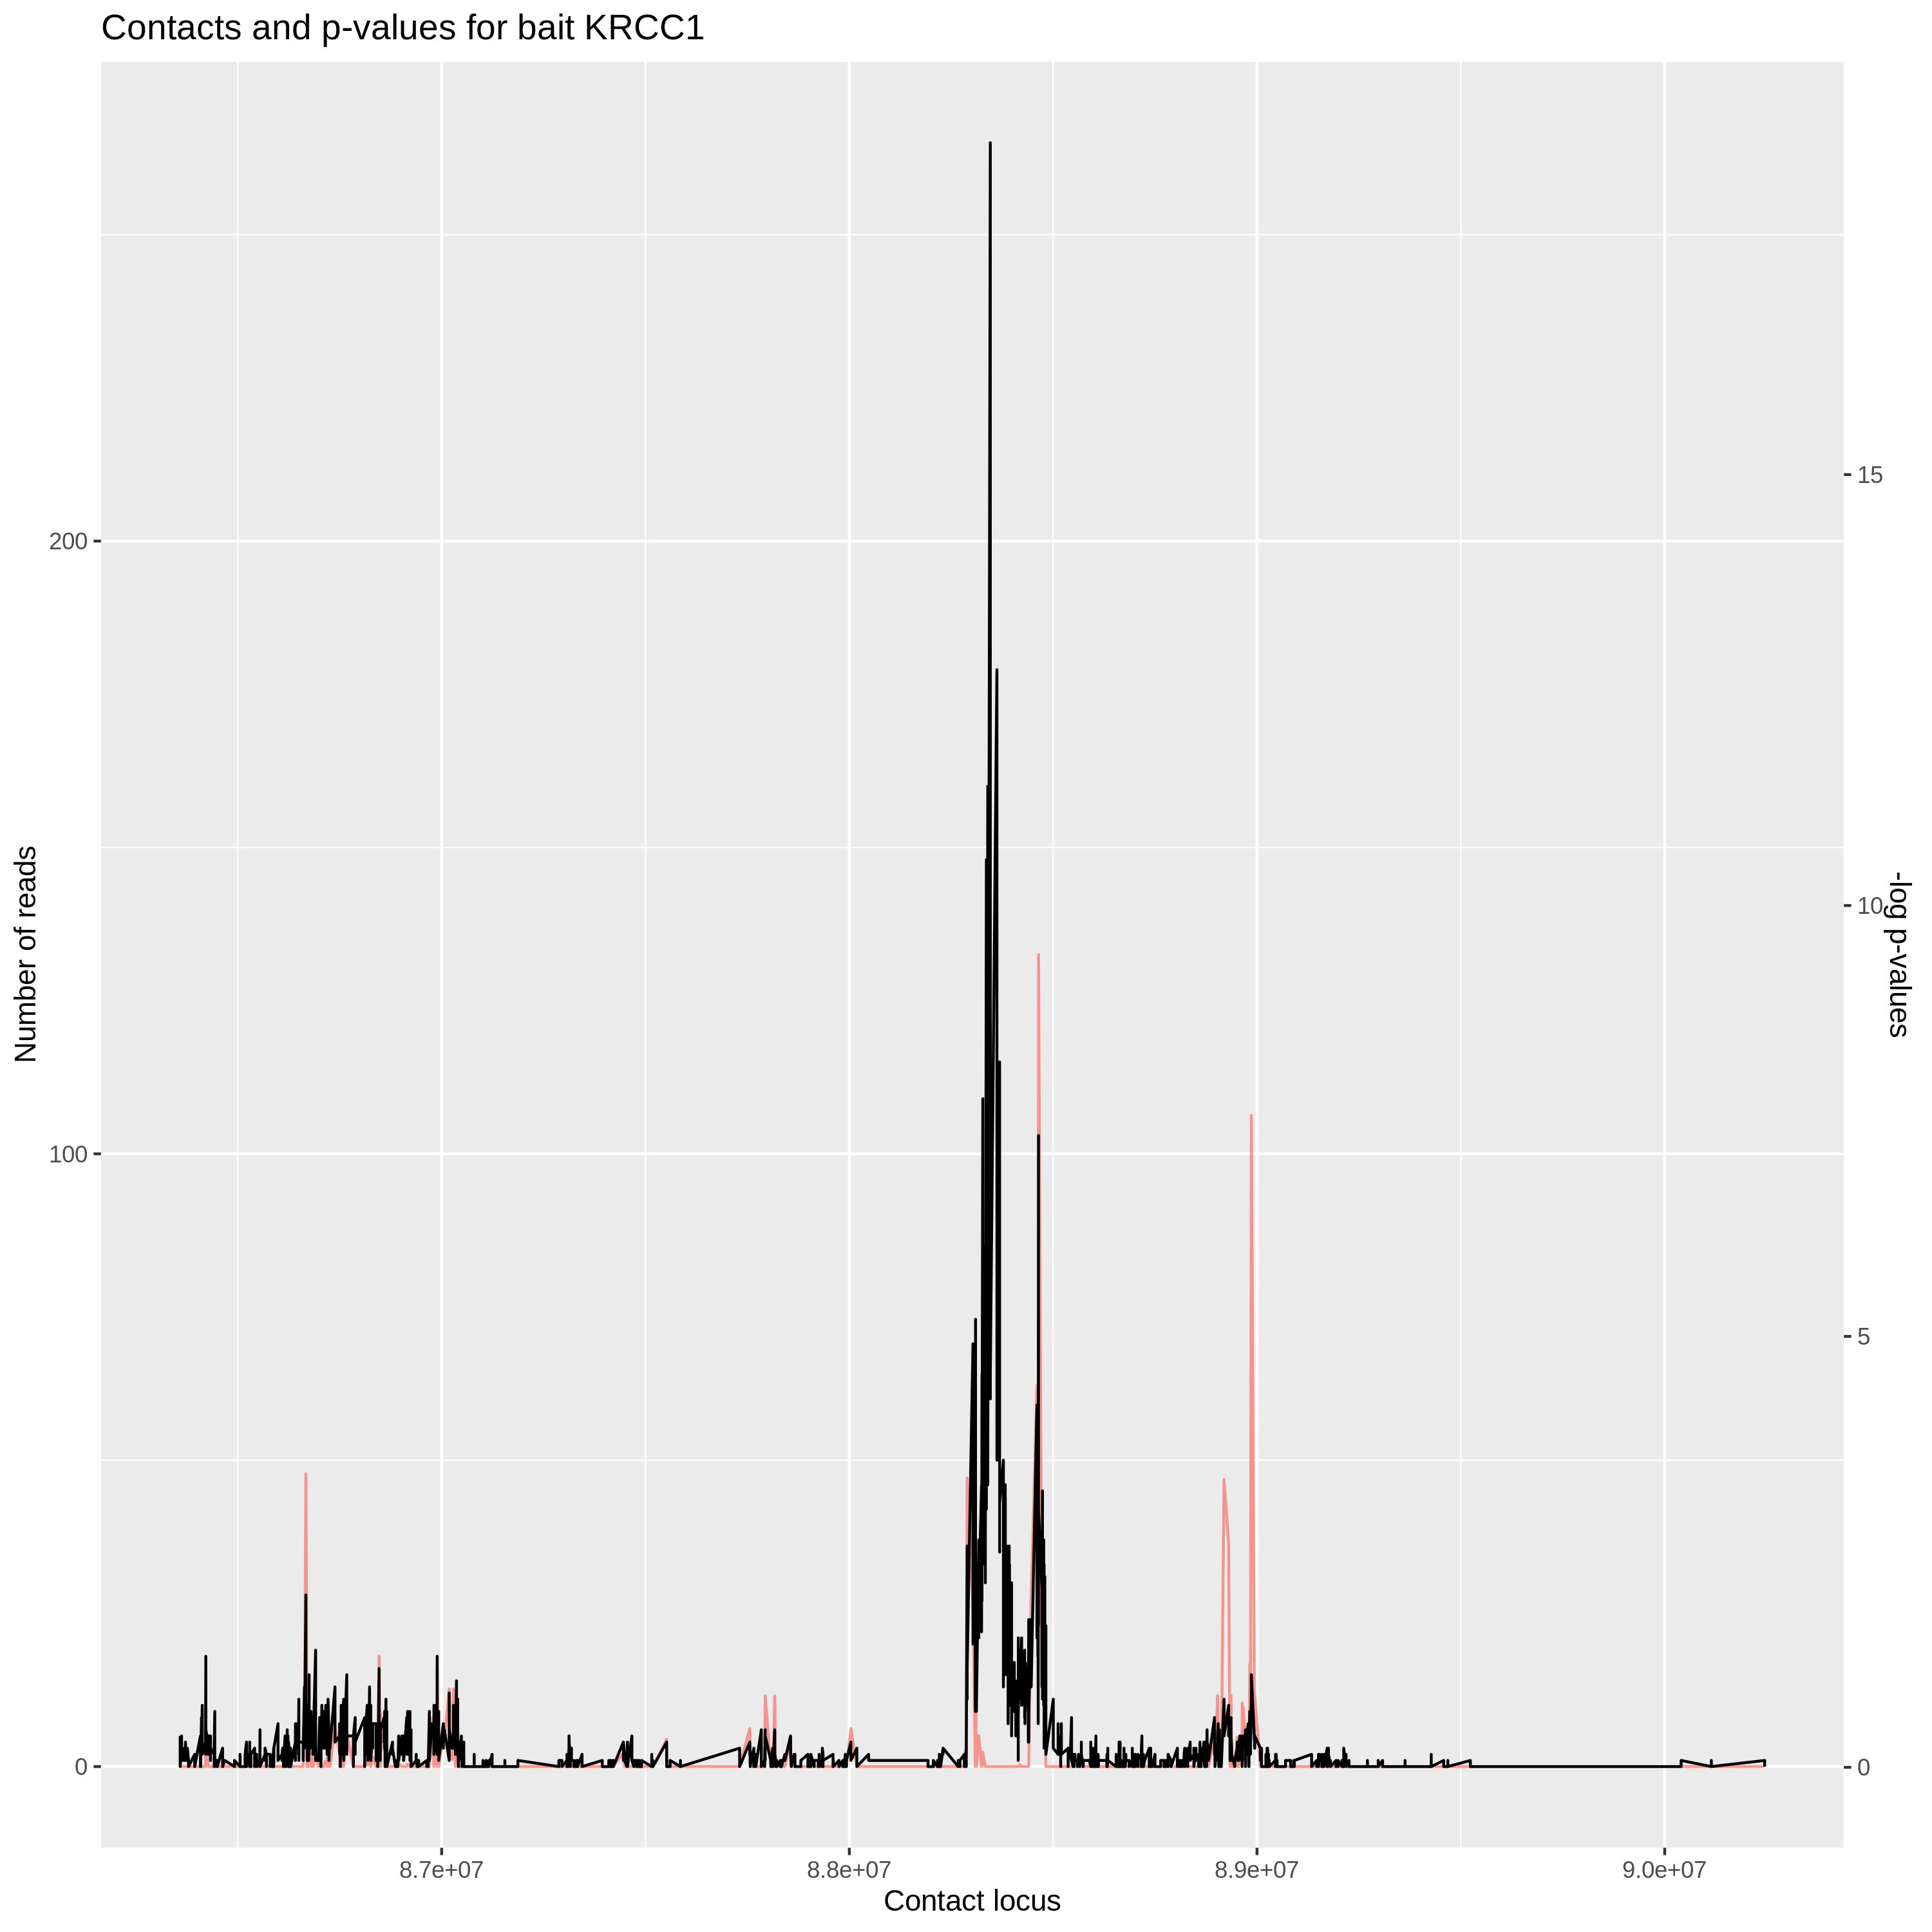 Contacts and p-values for bait KRCC1
Number of reads
200
100
0
15
10
5
0
-log p-values
8.7e+07
8.8e+07
8.9e+07
9.0e+07
Contact locus